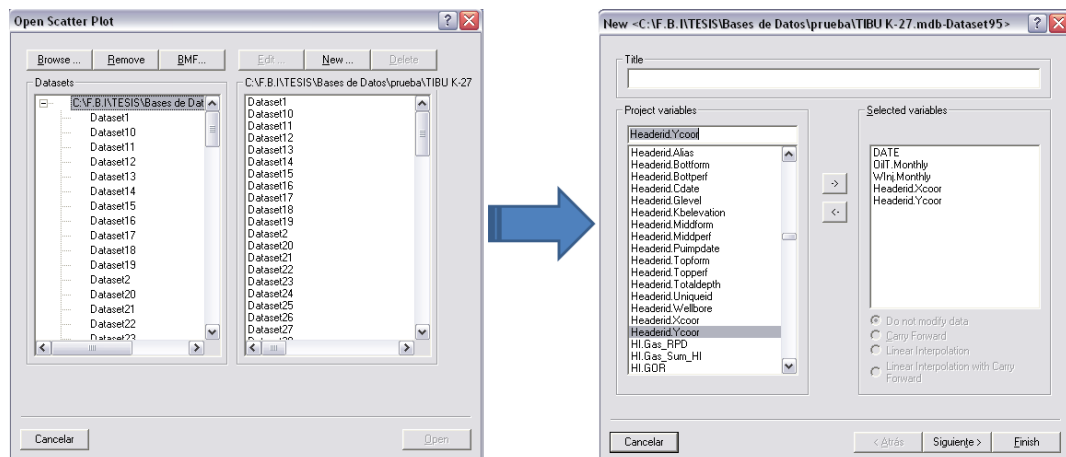 Open Scatter Plot
Browse ... Remove BMF... Edit ... New ... Delete
Datasets
C:\F.B.I\TESIS\Bases de Dat
Dataset1
Dataset10
Dataset11
Dataset12
Dataset13
Dataset14
Dataset15
Dataset16
Dataset17
Dataset18
Dataset19
Dataset2
Dataset20
Dataset21
Dataset22
Dataset23
C:\F.B.I\TESIS\Bases de Datos\prueba\TIBU K-27
Dataset1
Dataset10
Dataset11
Dataset12
Dataset13
Dataset14
Dataset15
Dataset16
Dataset17
Dataset18
Dataset19
Dataset2
Dataset20
Dataset21
Dataset22
Dataset23
Dataset24
Dataset25
Dataset26
Dataset27
Cancelar Open
New <C:\F.B.I\TESIS\Bases de Datos\prueba\TIBU K-27.mdb-Dataset95>
Title
Project variables
Headerid.Ycoor
Headerid.Alias
Headerid.Bottform
Headerid.Bottperf
Headerid.Cdate
Headerid.Glevel
Headerid.Kbelevation
Headerid.Middform
Headerid.Middperf
Headerid.Puimpdate
Headerid.Topform
Headerid.Topperf
Headerid.Totaldepth
Headerid.Uniqueid
Headerid.Wellbore
Headerid.Xcoor
Headerid.Ycoor
HI.Gas_RPD
HI.Gas_Sum_HI
HI.GOR
->
<-
Selected variables
DATE
OilT.Monthly
WInj.Monthly
Headerid.Xcoor
Headerid.Ycoor
Do not modify data
Carry Forward
Linear Interpolation
Linear Interpolation with Carry
Forward
Cancelar < Atrás Siguiente > Finish